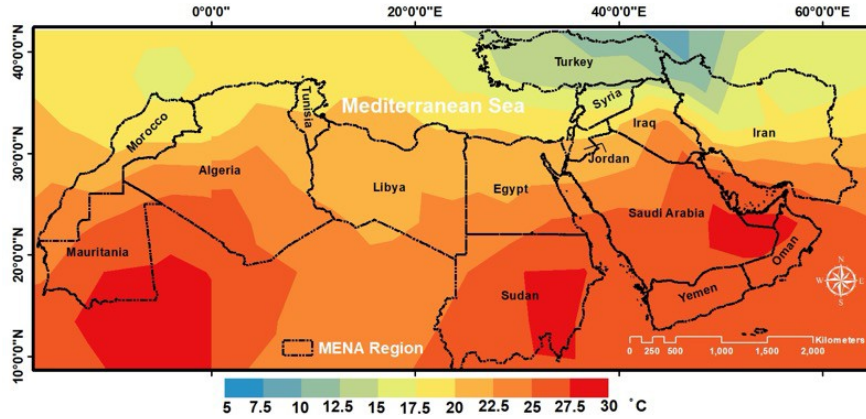 0°0'0" 20°0'0"E 40°0'0"E 60°0'0"E
40°0'0"N
30°0'0"N
20°0'0"N
10°0'0"N
Turkey
Mediterranean Sea
Tunisia
Syria
Morocco
Iraq
Iran
Jordan
Algeria
Libya
Egypt
Saudi Arabia
Mauritania
Oman
Sudan
Yemen
N
W E
S
MENA Region
Kilometers
0 250 500 1,000 1,500 2,000
5 7.5 10 12.5 15 17.5 20 22.5 25 27.5 30 °C